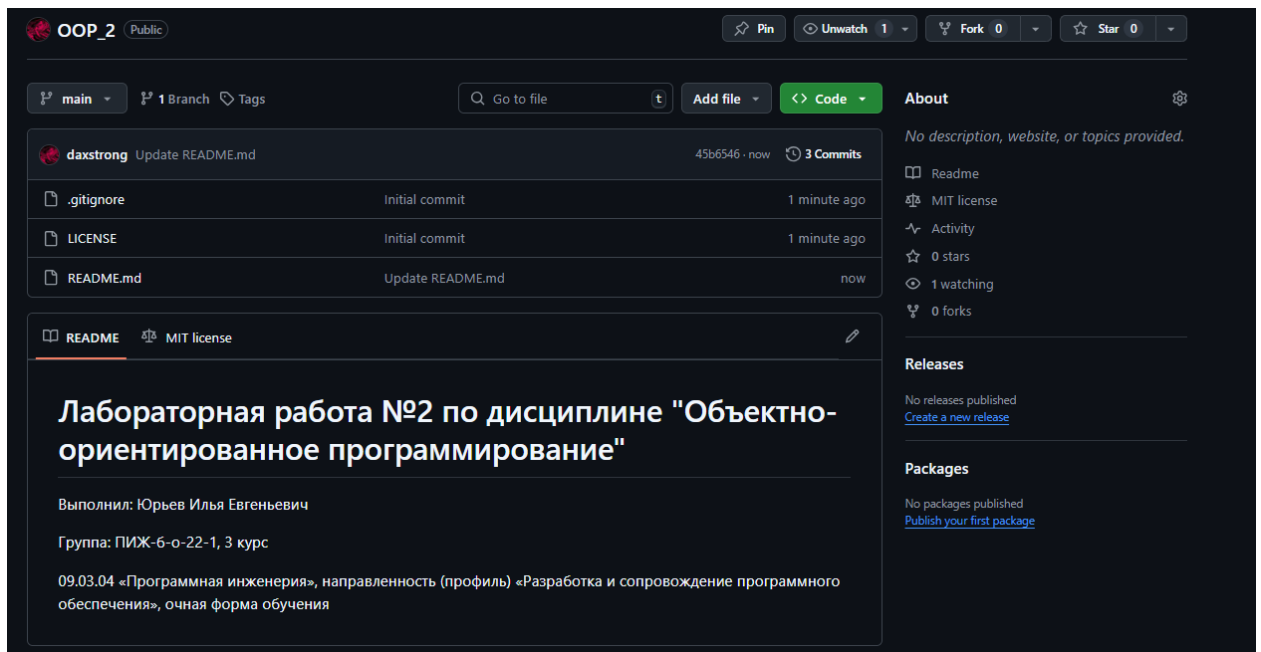 OOP_2 Public Pin Unwatch 1 Fork 0 Star 0
main 1 Branch Tags Go to file t Add file Code
daxstrong Update README.md 45b6546 · now 3 Commits
.gitignore Initial commit 1 minute ago
LICENSE Initial commit 1 minute ago
README.md Update README.md now
README MIT license
Лабораторная работа №2 по дисциплине "Объектно-
ориентированное программирование"
Выполнил: Юрьев Илья Евгеньевич
Группа: ПИЖ-б-о-22-1, 3 курс
09.03.04 «Программная инженерия», направленность (профиль) «Разработка и сопровождение программного
обеспечения», очная форма обучения
About
No description, website, or topics provided.
Readme
MIT license
Activity
0 stars
1 watching
0 forks
Releases
No releases published
Create a new release
Packages
No packages published
Publish your first package